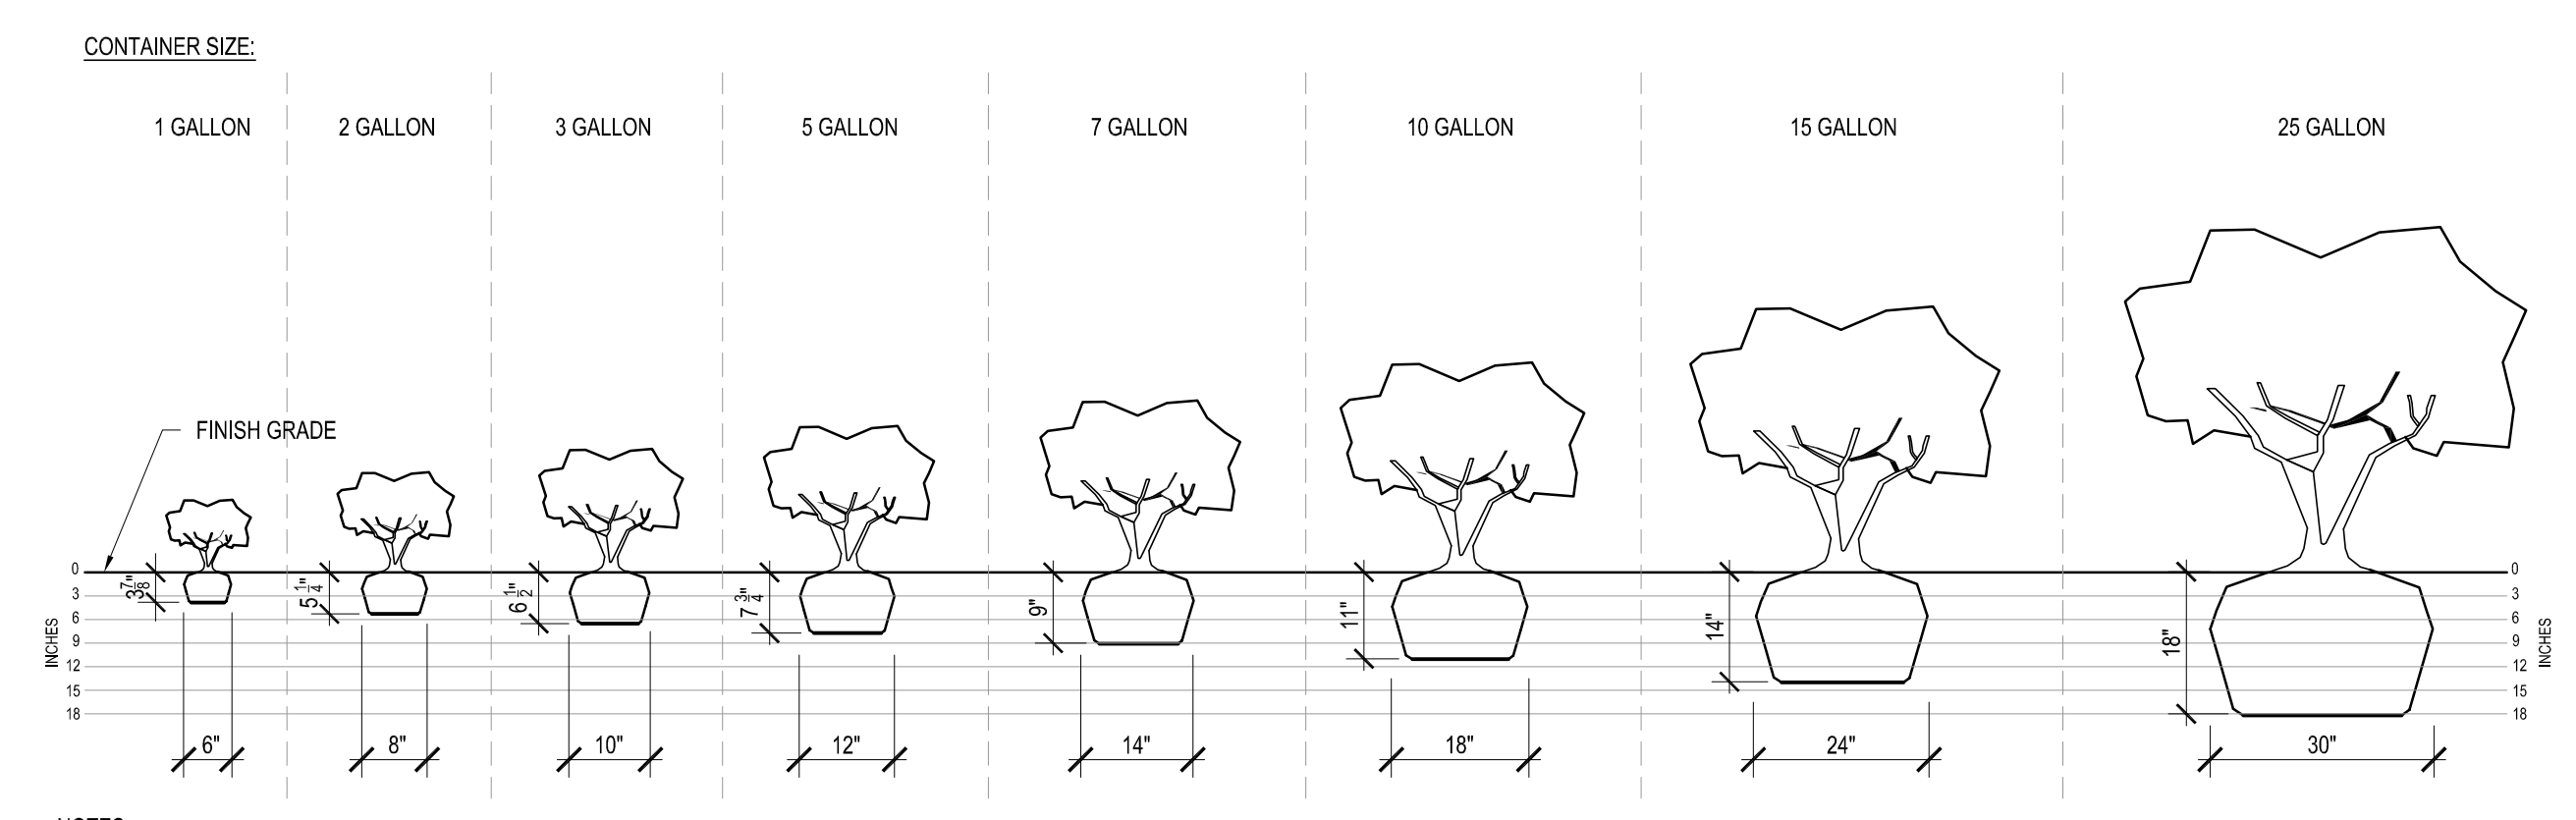 CONTAINER SIZE:
1 GALLON
2 GALLON
3 GALLON
5 GALLON
7 GALLON
10 GALLON
15 GALLON
25 GALLON
FINISH GRADE
0
3
6
9
12
15
18
INCHES
3 7/8"
5 1/4"
6 1/2"
7 3/4"
9"
11"
14"
18"
0
3
6
9
12
15
18
INCHES
6"
8"
10"
12"
14"
18"
24"
30"